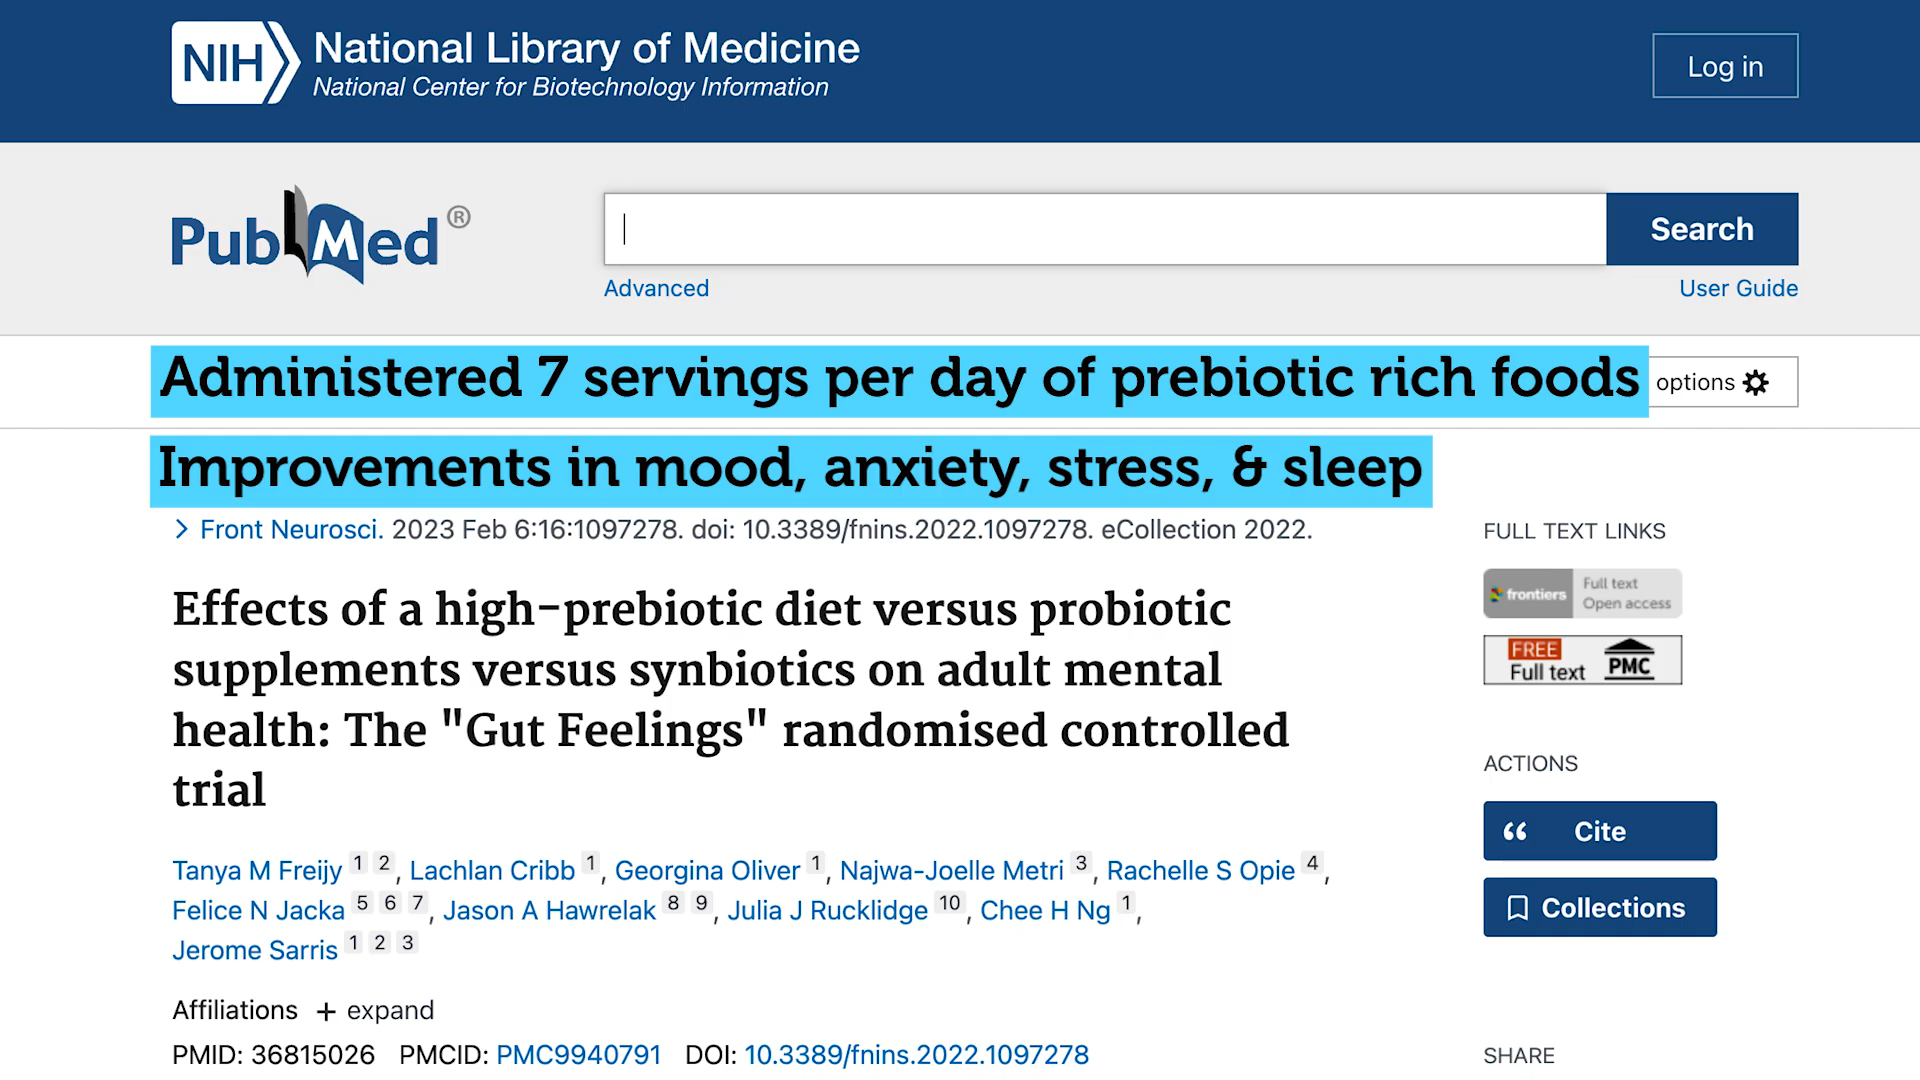 NIH National Library of Medicine
National Center for Biotechnology Information
Log in
PubMed®
Search
Advanced
User Guide
Administered 7 servings per day of prebiotic rich foods
options
Improvements in mood, anxiety, stress, & sleep
> Front Neurosci. 2023 Feb 6:16:1097278. doi: 10.3389/fnins.2022.1097278. eCollection 2022.
Effects of a high-prebiotic diet versus probiotic
supplements versus synbiotics on adult mental
health: The "Gut Feelings" randomised controlled
trial
Tanya M Freijy 1 2, Lachlan Cribb 1, Georgina Oliver 1, Najwa-Joelle Metri 3, Rachelle S Opie 4,
Felice N Jacka 5 6 7, Jason A Hawrelak 8 9, Julia J Rucklidge 10, Chee H Ng 1,
Jerome Sarris 1 2 3
Affiliations + expand
PMID: 36815026 PMCID: PMC9940791 DOI: 10.3389/fnins.2022.1097278
FULL TEXT LINKS
frontiers Full text
Open access
FREE
Full text PMC
ACTIONS
Cite
Collections
SHARE